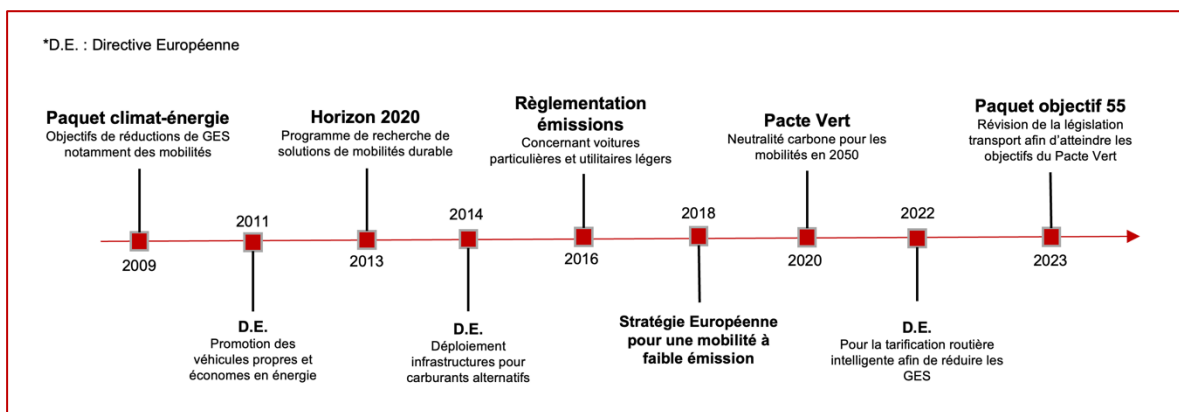 *D.E. : Directive Européenne
Paquet climat-énergie
Objectifs de réductions de GES
notamment des mobilités
Horizon 2020
Programme de recherche de
solutions de mobilités durable
Règlementation
émissions
Concernant voitures
particulières et utilitaires légers
Pacte Vert
Neutralité carbone pour les
mobilités en 2050
Paquet objectif 55
Révision de la législation
transport afin d'atteindre les
objectifs du Pacte Vert
2009
2011
2013
2014
2016
2018
2020
2022
2023
D.E.
Promotion des
véhicules propres et
économes en énergie
D.E.
Déploiement
infrastructures pour
carburants alternatifs
Stratégie Européenne
pour une mobilité à
faible émission
D.E.
Pour la tarification routière
intelligente afin de réduire les
GES